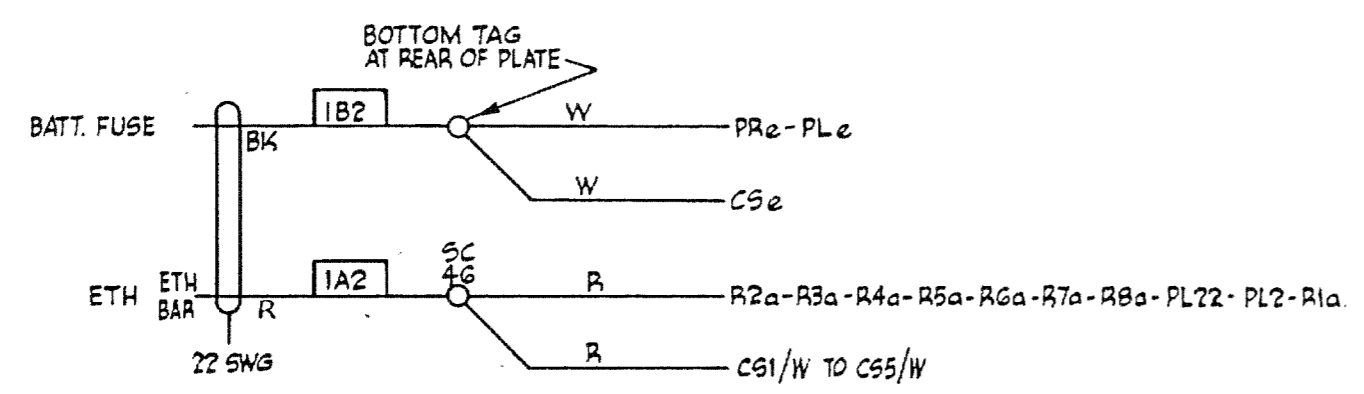 BOTTOM TAG
AT REAR OF PLATE
BATT. FUSE
BK
1B2
W
PRe-PLe
W
CSe
ETH
ETH
BAR
R
1A2
SC
46
R
R2a-R3a-R4a-R5a-R6a-R7a-R8a-PL22-PL2-R1a.
R
CS1/W TO CS5/W
22 SWG